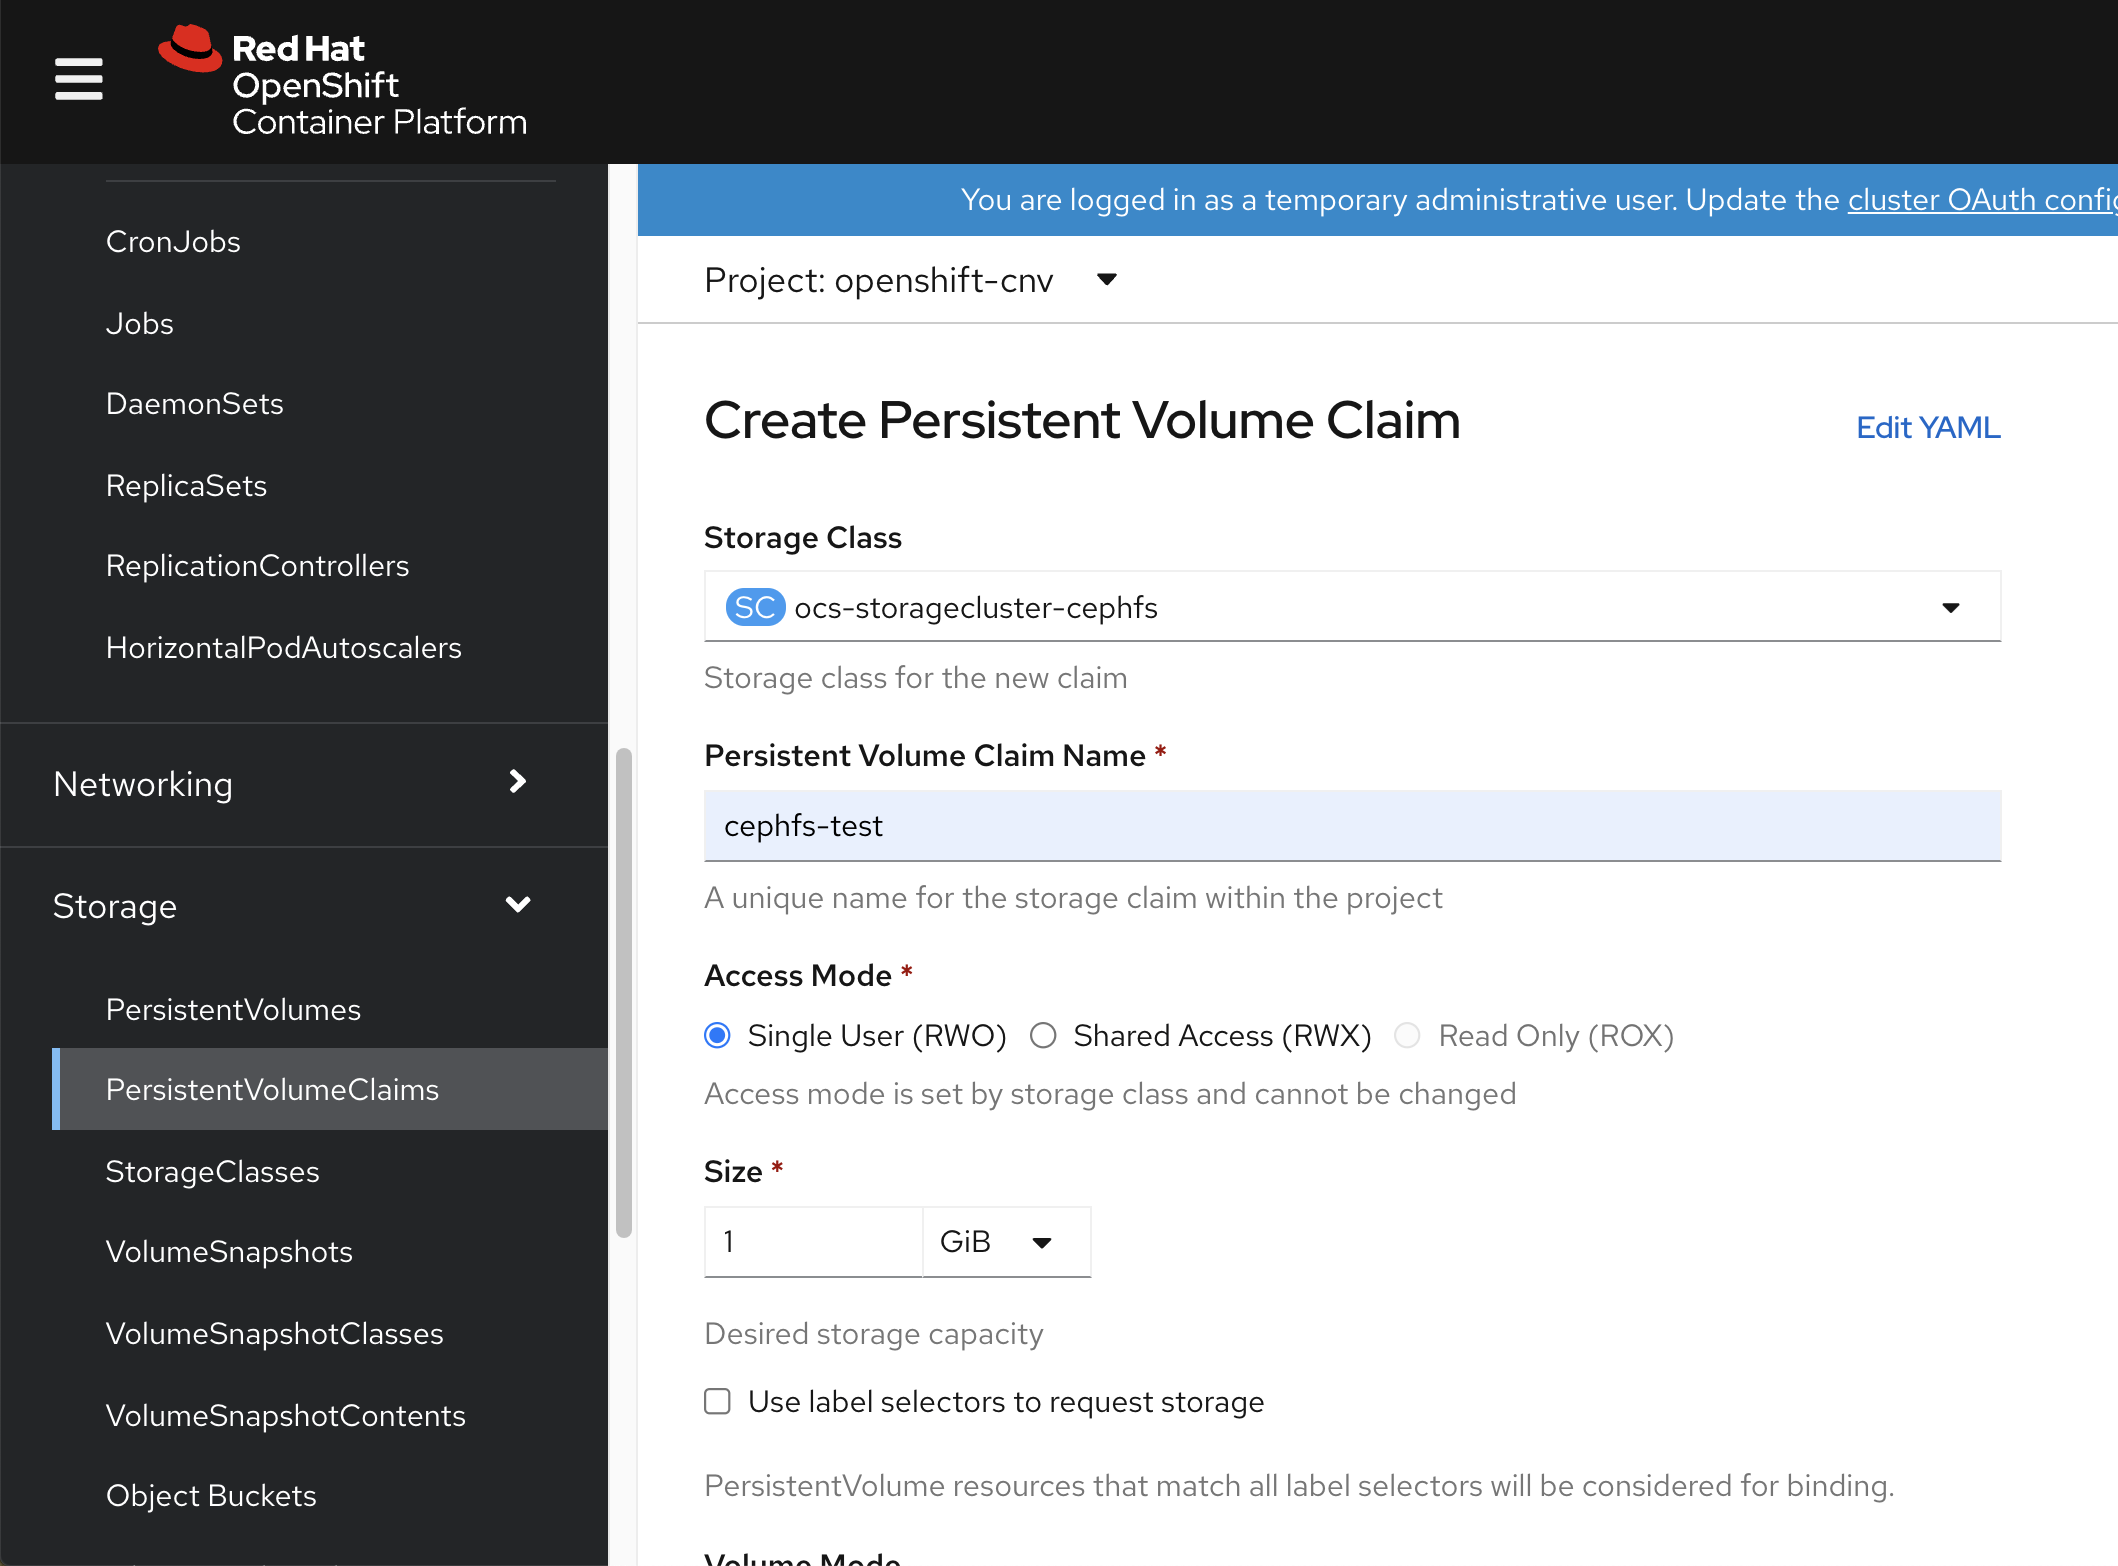 Red Hat
OpenShift
Container Platform
CronJobs
Jobs
DaemonSets
ReplicaSets
ReplicationControllers
HorizontalPodAutoscalers
Networking
Storage
PersistentVolumes
PersistentVolumeClaims
StorageClasses
VolumeSnapshots
VolumeSnapshotClasses
VolumeSnapshotContents
Object Buckets
You are logged in as a temporary administrative user. Update the cluster OAuth config
Project: openshift-cnv
Create Persistent Volume Claim
Edit YAML
Storage Class
SC ocs-storagecluster-cephfs
Storage class for the new claim
Persistent Volume Claim Name *
cephfs-test
A unique name for the storage claim within the project
Access Mode *
Single User (RWO) Shared Access (RWX) Read Only (ROX)
Access mode is set by storage class and cannot be changed
Size *
1 GiB
Desired storage capacity
Use label selectors to request storage
PersistentVolume resources that match all label selectors will be considered for binding.
Volume Mode